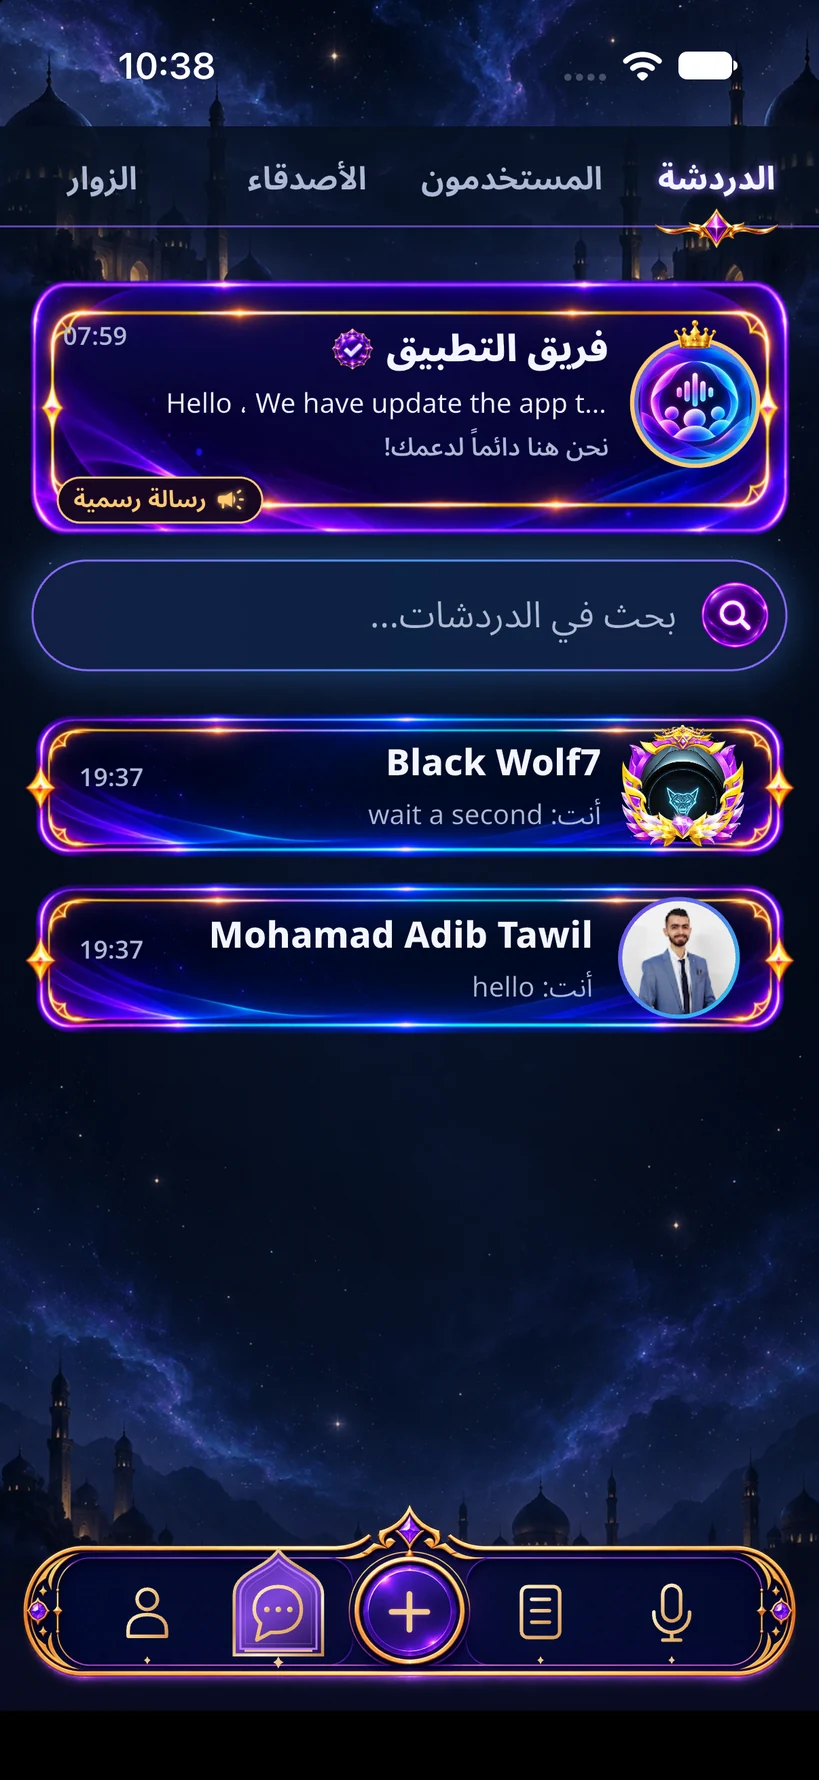 10:38
الدردشة
المستخدمون
الأصدقاء
الزوار
فريق التطبيق
07:59
Hello ، We have update the app t...
نحن هنا دائماً لدعمك!
رسالة رسمية
بحث في الدردشات...
Black Wolf7
19:37
أنت: wait a second
Mohamad Adib Tawil
19:37
أنت: hello